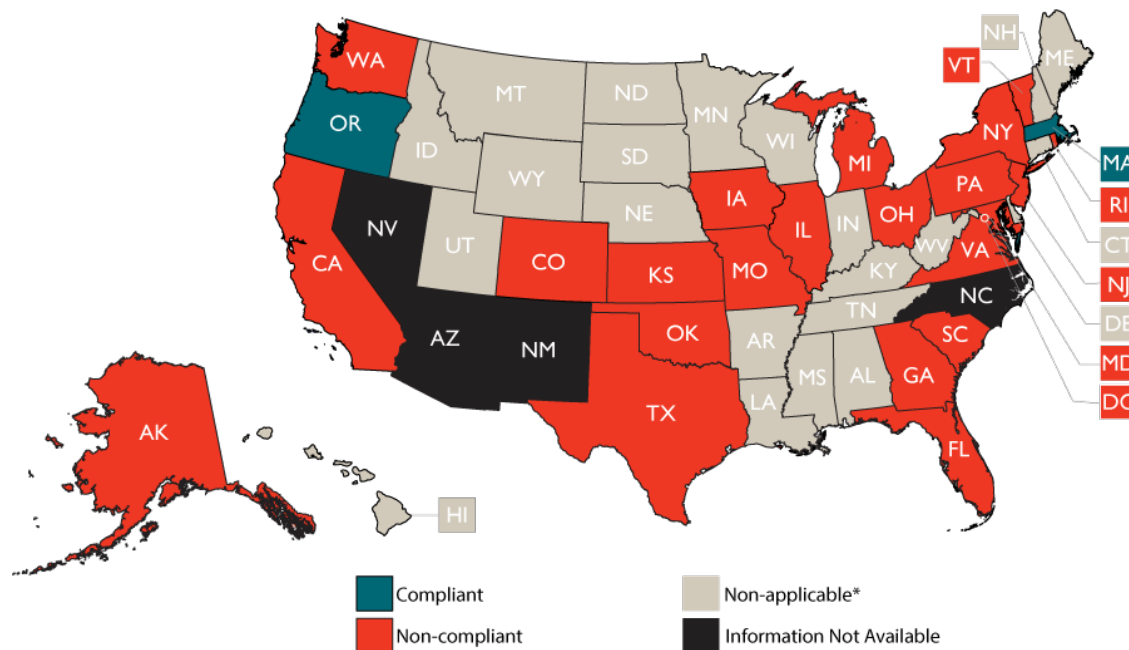 NH
ME
VT
WA
MT
ND
MN
OR
ID
WI
NY
SD
MI
MA
WY
RI
IA
PA
NE
CT
NV
IL
IN
OH
UT
WV
NJ
CO
VA
CA
KS
MO
KY
DE
NC
TN
AZ
NM
OK
AR
SC
MD
MS
AL
GA
LA
DC
TX
AK
FL
HI
Compliant
Non-applicable*
Non-compliant
Information Not Available